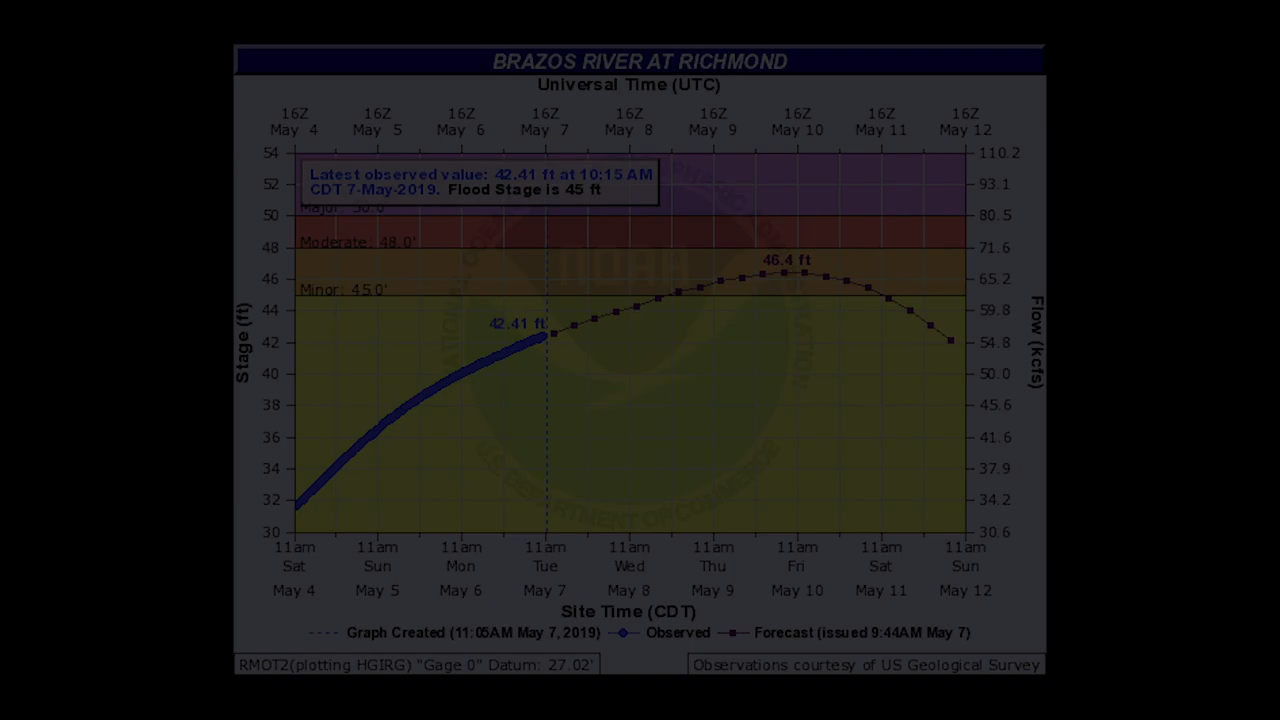 BRAZOS RIVER AT RICHMOND
Universal Time (UTC)
16Z 16Z 16Z 16Z 16Z 16Z 16Z 16Z 16Z
May 4 May 5 May 6 May 7 May 8 May 9 May 10 May 11 May 12
54 110.2
Latest observed value: 42.41 ft at 10:15 AM
CDT 7-May-2019. Flood Stage is 45 ft
52 93.1
Major: 50.0'
50 80.5
Moderate: 48.0'
48 71.6
46.4 ft
46 65.2
Minor: 45.0'
44 59.8
42.41 ft
42 54.8
40 50.0
38 45.6
36 41.6
34 37.9
32 34.2
30 30.6
Stage (ft)
Flow (kcfs)
noaa
U.S. DEPARTMENT OF COMMERCE
11am 11am 11am 11am 11am 11am 11am 11am 11am
Sat Sun Mon Tue Wed Thu Fri Sat Sun
May 4 May 5 May 6 May 7 May 8 May 9 May 10 May 11 May 12
Site Time (CDT)
Graph Created (11:05AM May 7, 2019) Observed Forecast (issued 9:44AM May 7)
RMOT2(plotting HGIRG) "Gage 0" Datum: 27.02'
Observations courtesy of US Geological Survey